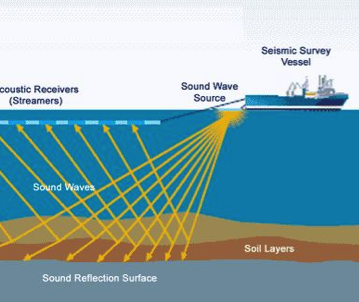 Seismic Survey
Vessel
coustic Receivers
(Streamers)
Sound Wave
Source
Sound Waves
Soil Layers
Sound Reflection Surface